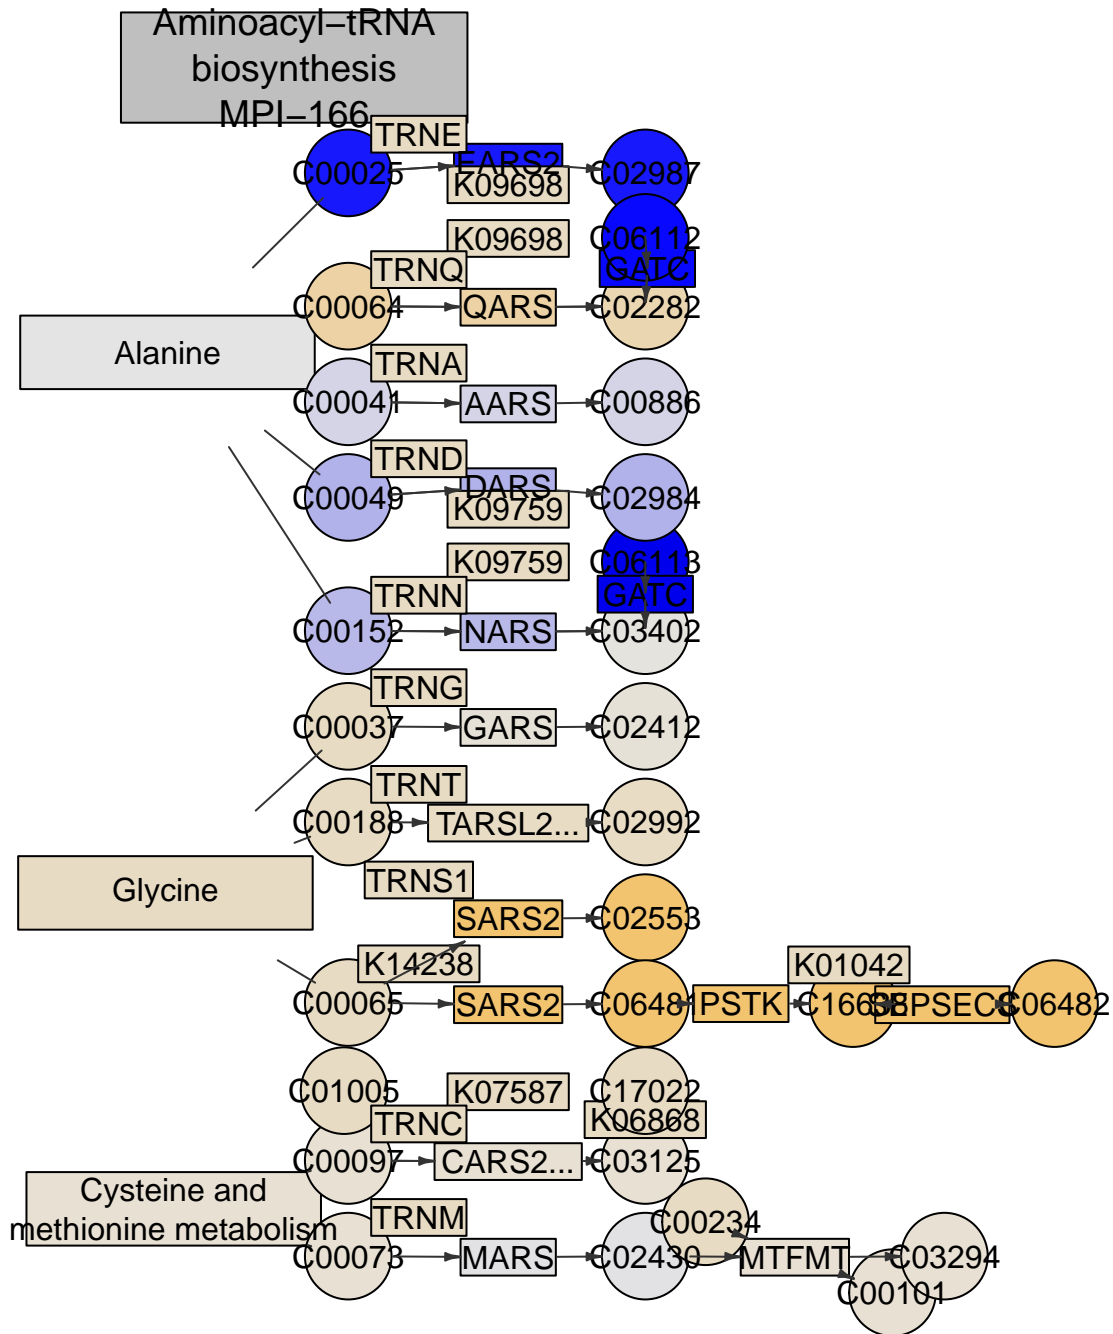 Aminoacyl−tRNA
biosynthesis
MPI−166
TRNE
C00025
EARS2
C02987
K09698
K09698
C06112
TRNQ
GATC
C00064
QARS
C02282
Alanine
TRNA
C00041
AARS
C00886
TRND
C00049
DARS
C02984
K09759
K09759
C06113
TRNN
GATC
C00152
NARS
C03402
TRNG
C00037
GARS
C02412
TRNT
C00188
TARSL2...
C02992
Glycine
TRNS1
SARS2
C02553
K14238
K01042
C00065
SARS2
C06481
PSTK
SEPSECS
C06482
C01005
K07587
C17022
TRNC
K06868
C00097
CARS2...
C03125
Cysteine and
methionine metabolism
TRNM
C00234
C00073
MARS
C02430
MTFMT
C03294
C00101